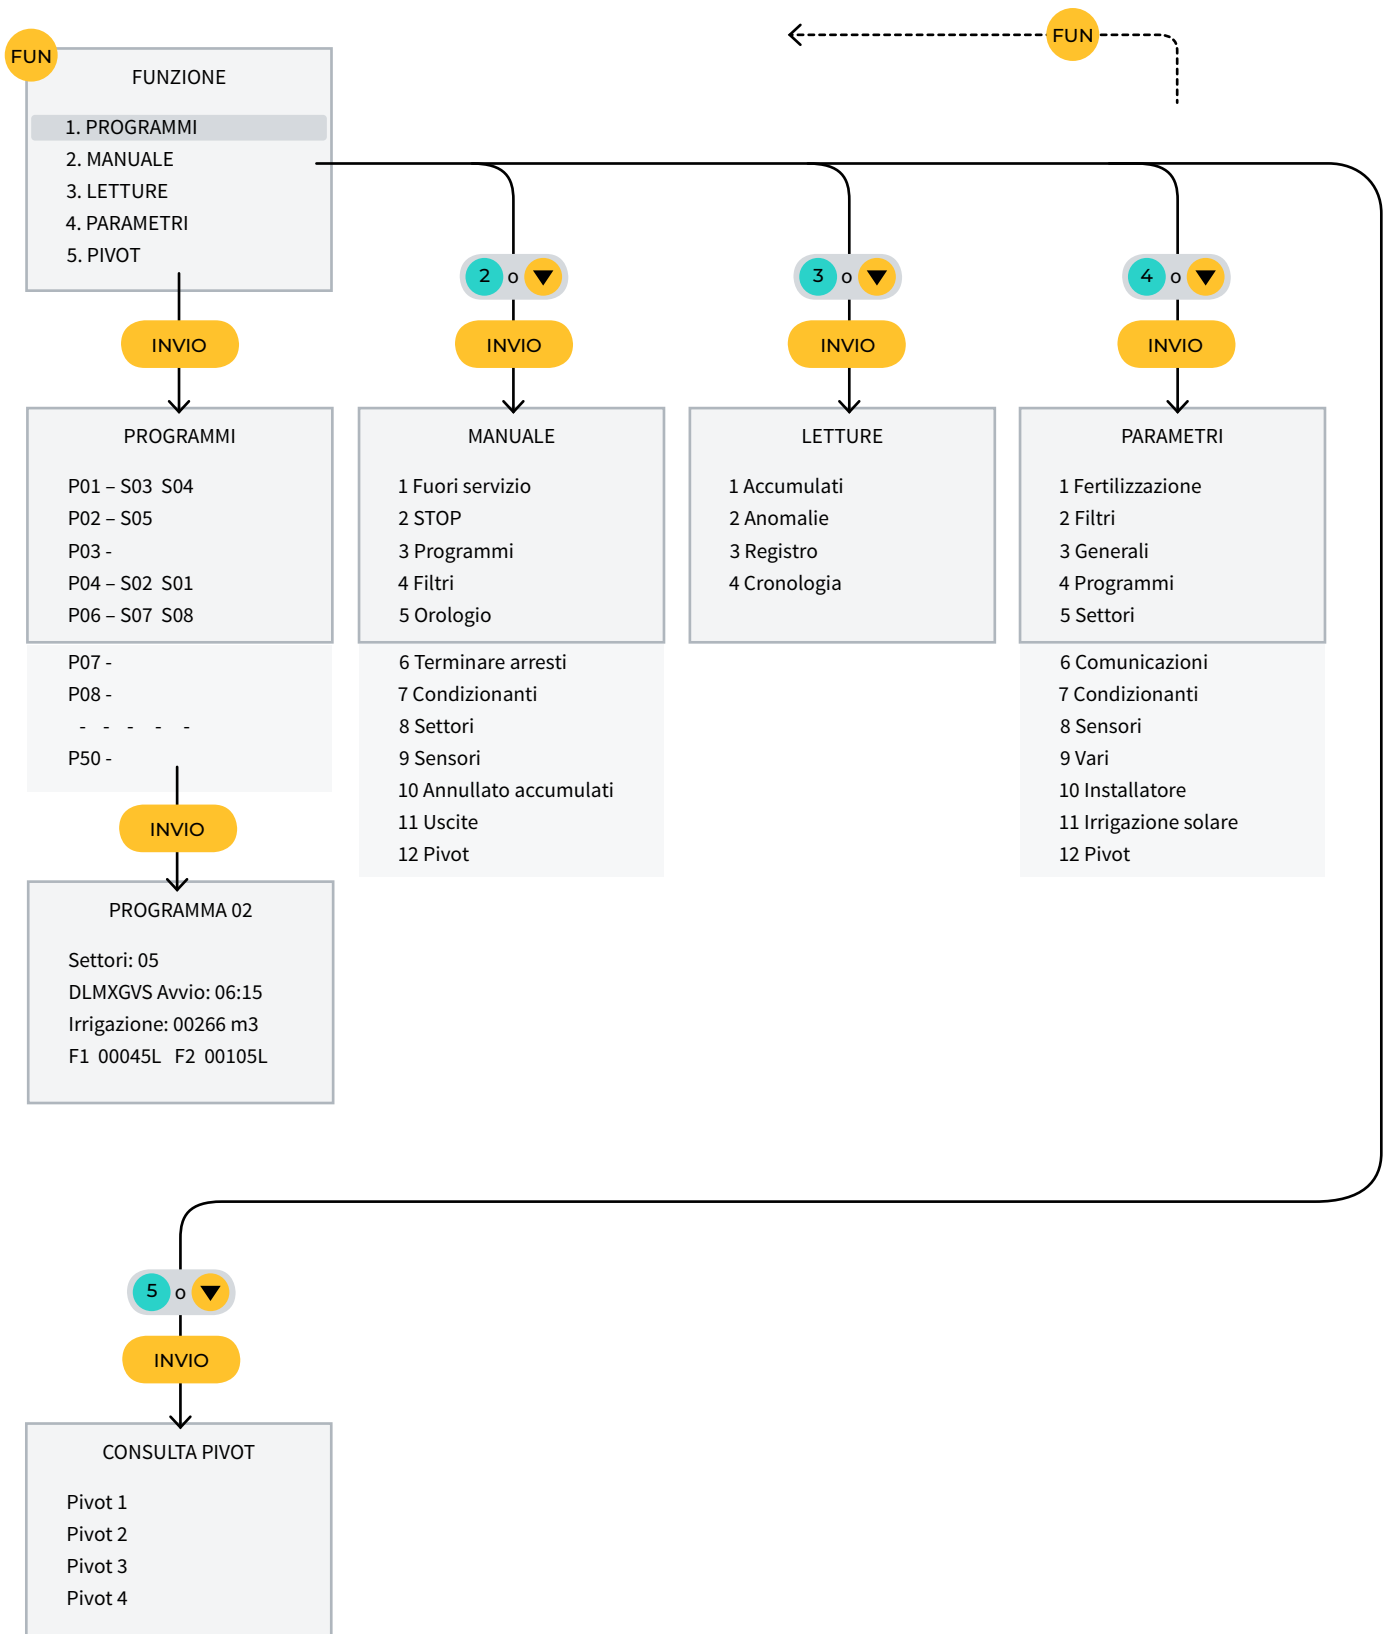 FUN
FUN
FUNZIONE
1. PROGRAMMI
2. MANUALE
3. LETTURE
4. PARAMETRI
5. PIVOT
2 o
3 o
4 o
INVIO
INVIO
INVIO
INVIO
PROGRAMMI
P01 – S03 S04
P02 – S05
P03 -
P04 – S02 S01
P06 – S07 S08
P07 -
P08 -
- - - - -
P50 -
MANUALE
1 Fuori servizio
2 STOP
3 Programmi
4 Filtri
5 Orologio
6 Terminare arresti
7 Condizionanti
8 Settori
9 Sensori
10 Annullato accumulati
11 Uscite
12 Pivot
LETTURE
1 Accumulati
2 Anomalie
3 Registro
4 Cronologia
PARAMETRI
1 Fertilizzazione
2 Filtri
3 Generali
4 Programmi
5 Settori
6 Comunicazioni
7 Condizionanti
8 Sensori
9 Vari
10 Installatore
11 Irrigazione solare
12 Pivot
INVIO
PROGRAMMA 02
Settori: 05
DLMXGVS Avvio: 06:15
Irrigazione: 00266 m3
F1 00045L F2 00105L
5 o
INVIO
CONSULTA PIVOT
Pivot 1
Pivot 2
Pivot 3
Pivot 4